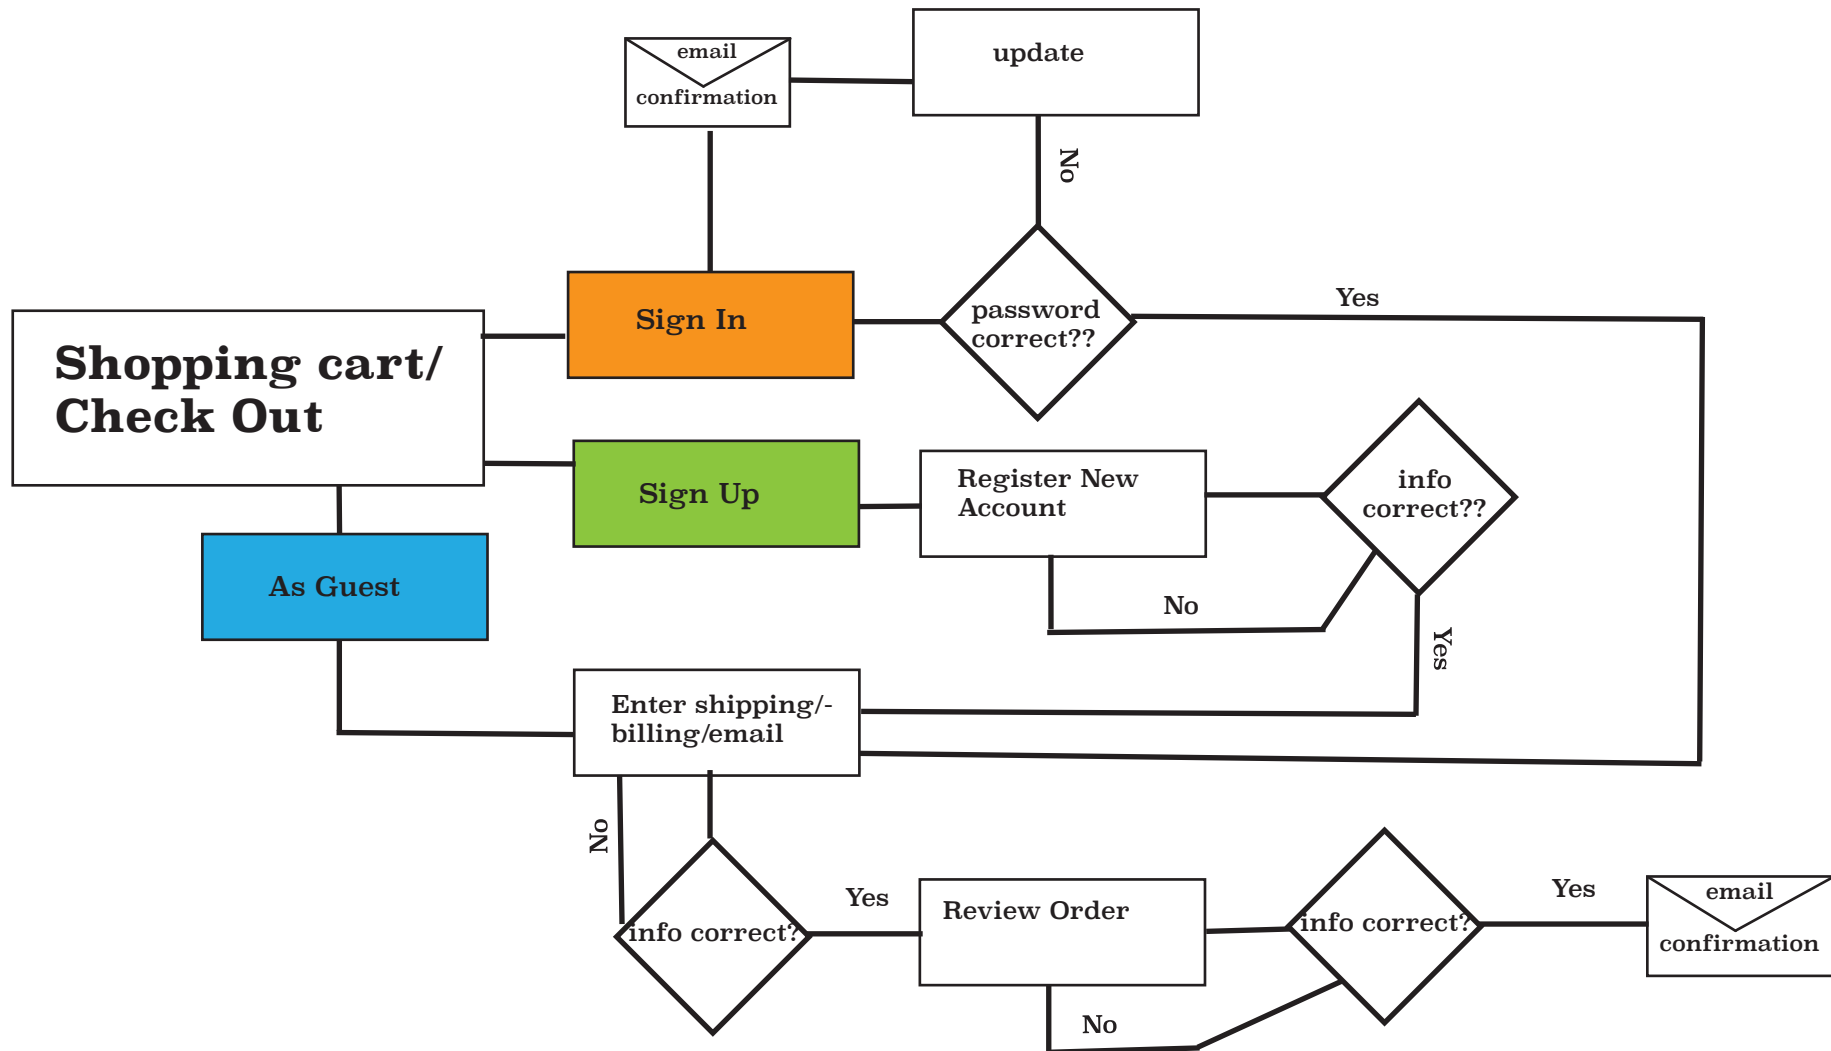 email
confirmation
update
No
Sign In
password
correct??
Yes
Shopping cart/
Check Out
Sign Up
Register New
Account
info
correct??
As Guest
No
Yes
Enter shipping/-
billing/email
No
info correct?
Yes
Review Order
No
info correct?
Yes
email
confirmation